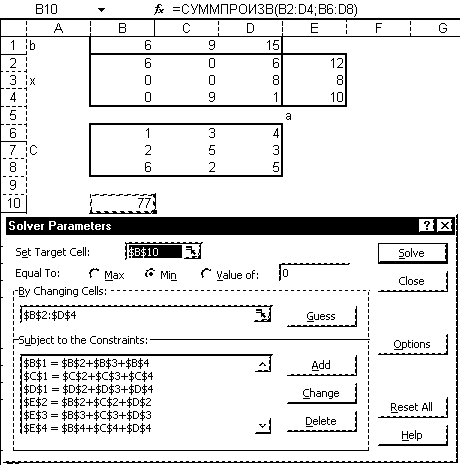 B10 fx =СУММПРОИЗВ(B2:D4;B6:D8)
A B C D E F G
1 b 6 9 15
2 6 0 6 12
3 x 0 0 8 8
4 0 9 1 10
5 a
6 1 3 4
7 C 2 5 3
8 6 2 5
9
10 77
Solver Parameters ? ×
Set Target Cell: $B$10 Solve
Equal To: Max Min Value of: 0 Close
By Changing Cells:
$B$2:$D$4 Guess
Subject to the Constraints: Options
$B$1 = $B$2+$B$3+$B$4 Add
$C$1 = $C$2+$C$3+$C$4
$D$1 = $D$2+$D$3+$D$4 Change
$E$2 = $B$2+$C$2+$D$2 Reset All
$E$3 = $B$3+$C$3+$D$3 Delete
$E$4 = $B$4+$C$4+$D$4 Help